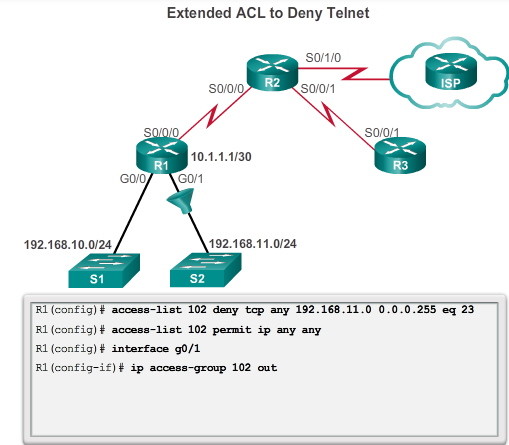 Extended ACL to Deny Telnet
S0/1/0
R2
ISP
S0/0/0
S0/0/1
S0/0/0
S0/0/1
R1
10.1.1.1/30
R3
G0/0
G0/1
192.168.10.0/24
192.168.11.0/24
S1
S2
R1(config)# access-list 102 deny tcp any 192.168.11.0 0.0.0.255 eq 23
R1(config)# access-list 102 permit ip any any
R1(config)# interface g0/1
R1(config-if)# ip access-group 102 out